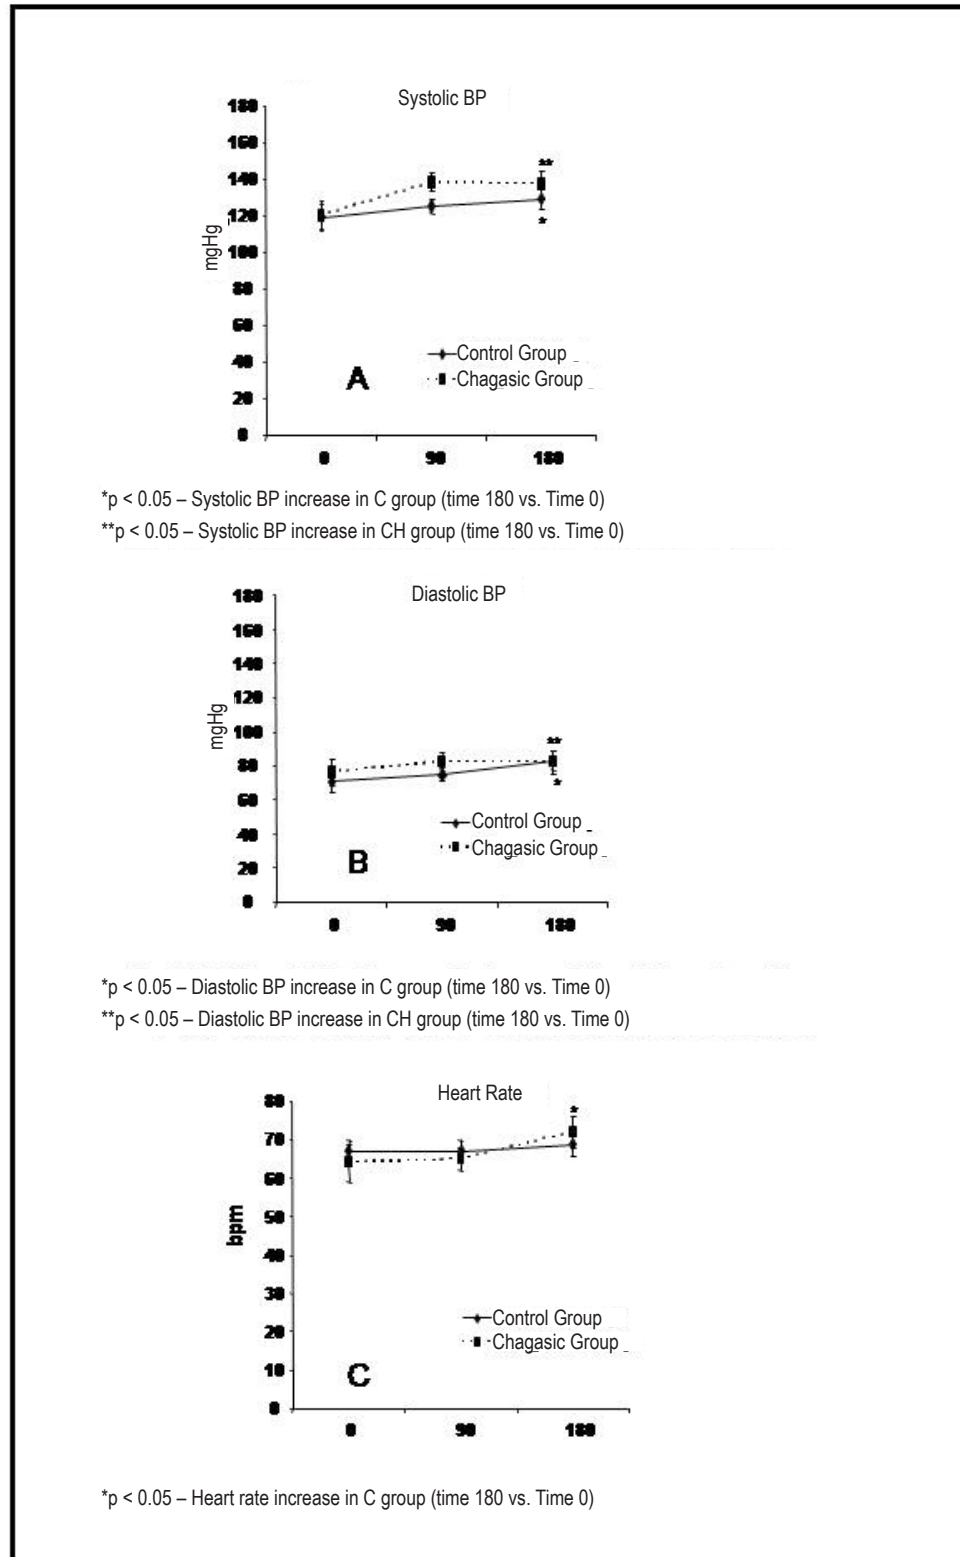 Systolic BP
180
160
140
120
100
80
60
40
20
0
mgHg
**
*
Control Group
Chagasic Group
A
0 90 180
*p < 0.05 – Systolic BP increase in C group (time 180 vs. Time 0)
**p < 0.05 – Systolic BP increase in CH group (time 180 vs. Time 0)
Diastolic BP
180
160
140
120
100
80
60
40
20
0
mgHg
**
*
Control Group
Chagasic Group
B
0 90 180
*p < 0.05 – Diastolic BP increase in C group (time 180 vs. Time 0)
**p < 0.05 – Diastolic BP increase in CH group (time 180 vs. Time 0)
Heart Rate
80
70
60
50
40
30
20
10
0
bpm
*
Control Group
Chagasic Group
C
0 90 180
*p < 0.05 – Heart rate increase in C group (time 180 vs. Time 0)